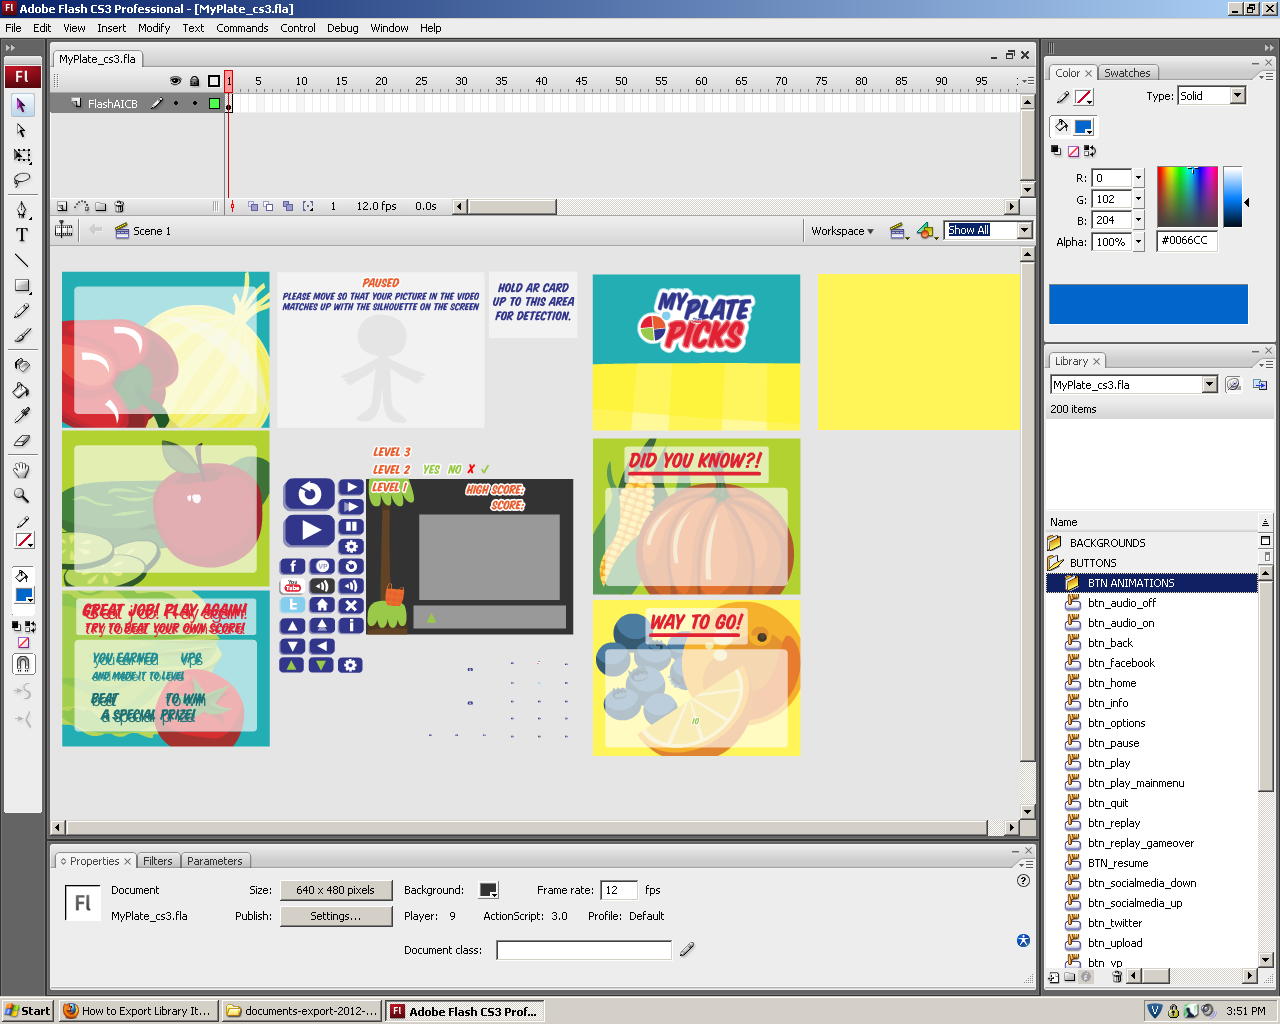 Adobe Flash CS3 Professional - [MyPlate_cs3.fla]
File Edit View Insert Modify Text Commands Control Debug Window Help
MyPlate_cs3.fla
1 5 10 15 20 25 30 35 40 45 50 55 60 65 70 75 80 85 90 95
FlashAICB
1 12.0 fps 0.0s
Scene 1
Workspace
Show All
PAUSED
PLEASE MOVE SO THAT YOUR PICTURE IN THE VIDEO
MATCHES UP WITH THE SILHOUETTE ON THE SCREEN
HOLD AR CARD
UP TO THIS AREA
FOR DETECTION.
MY PLATE
PICKS
LEVEL 3
LEVEL 2 YES NO
LEVEL 1
HIGH SCORE:
SCORE:
VP
You
Tube
DID YOU KNOW?!
GREAT JOB! PLAY AGAIN!
TRY TO BEAT YOUR OWN SCORE!
YOU EARNED VPS
AND MADE IT TO LEVEL
BEAT TO WIN
A SPECIAL PRIZE!
WAY TO GO!
10
Properties
Filters
Parameters
Fl
Document
MyPlate_cs3.fla
Size: 640 x 480 pixels
Publish: Settings...
Background:
Frame rate: 12 fps
Player: 9 ActionScript: 3.0 Profile: Default
Document class:
Fl
Color
Swatches
Type: Solid
R: 0
G: 102
B: 204
Alpha: 100%
#0066CC
Library
MyPlate_cs3.fla
200 items
Name
BACKGROUNDS
BUTTONS
BTN ANIMATIONS
btn_audio_off
btn_audio_on
btn_back
btn_facebook
btn_home
btn_info
btn_options
btn_pause
btn_play
btn_play_mainmenu
btn_quit
btn_replay
btn_replay_gameover
BTN_resume
btn_socialmedia_down
btn_socialmedia_up
btn_twitter
btn_upload
btn_vp
Start
How to Export Library It...
documents-export-2012-...
Adobe Flash CS3 Prof...
3:51 PM